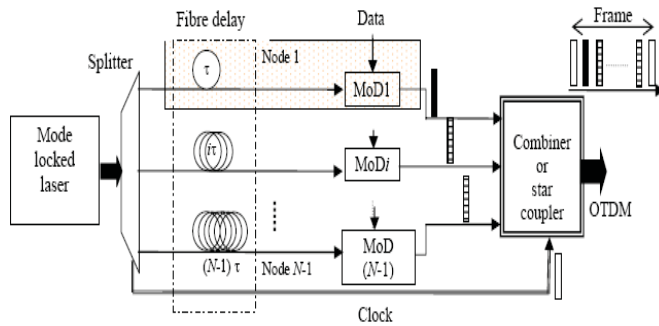 Fibre delay
Data
Frame
Splitter
Node 1
τ
MoD1
Mode
locked
laser
iτ
MoDi
Combiner
or
star
coupler
OTDM
MoD
(N-1)
(N-1) τ
Node N-1
Clock